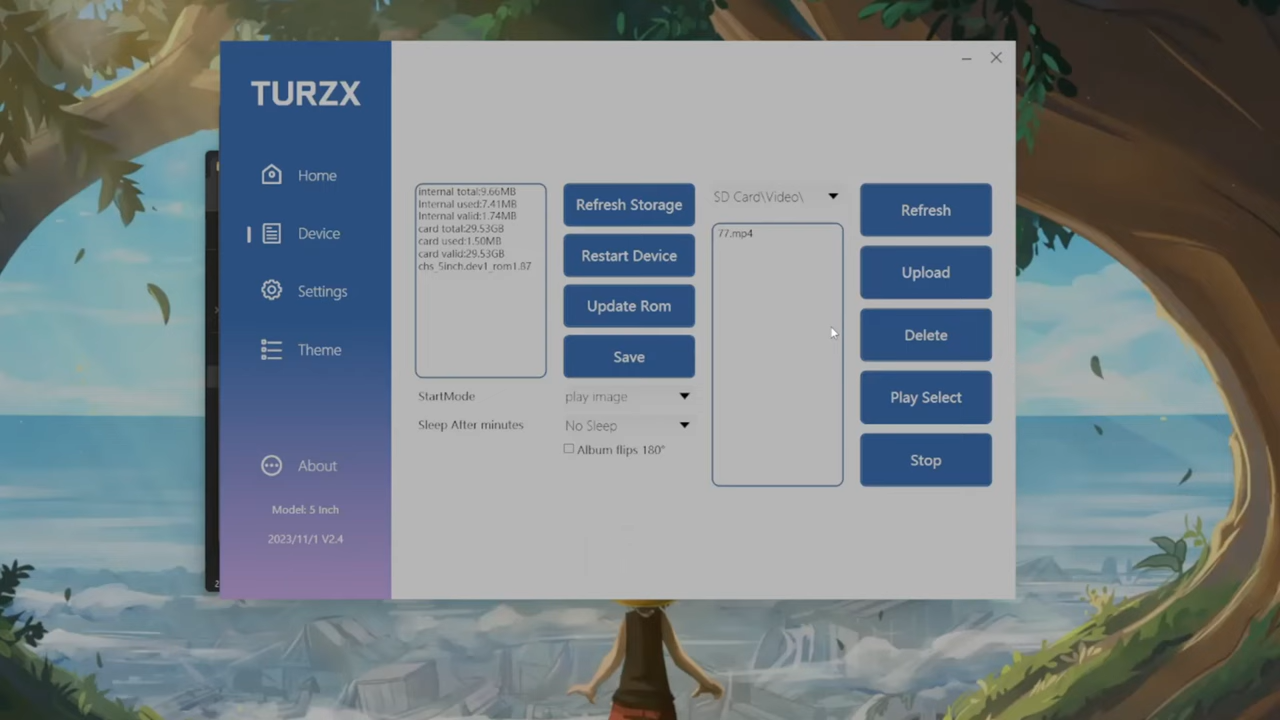 TURZX
Home
Device
Settings
Theme
About
Model: 5 Inch
2023/11/1 V2.4
internal total:9.66MB
Internal used:7.41MB
Internal valid:1.74MB
card total:29.53GB
card used:1.50MB
card valid:29.53GB
chs_5inch.dev1_rom1.87
Refresh Storage
Restart Device
Update Rom
Save
StartMode
play image
Sleep After minutes
No Sleep
Album flips 180°
SD Card\Video\
77.mp4
Refresh
Upload
Delete
Play Select
Stop
2